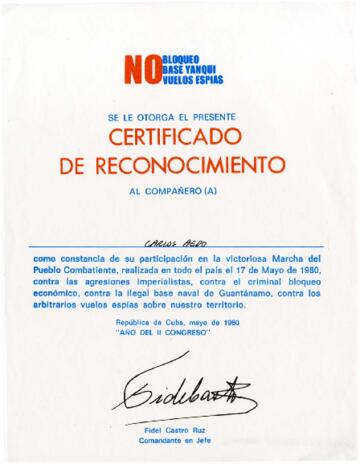 NO BLOQUEO
BASE YANQUI
VUELOS ESPIAS
SE LE OTORGA EL PRESENTE
CERTIFICADO
DE RECONOCIMIENTO
AL COMPAÑERO (A)
CARLOS AEDO
como constancia de su participación en la victoriosa Marcha del
Pueblo Combatiente, realizada en todo el país el 17 de Mayo de 1980,
contra las agresiones imperialistas, contra el criminal bloqueo
económico, contra la ilegal base naval de Guantánamo, contra los
arbitrarios vuelos espías sobre nuestro territorio.
República de Cuba, mayo de 1980
"AÑO DEL II CONGRESO"
Fidel Castro
Fidel Castro Ruz
Comandante en Jefe